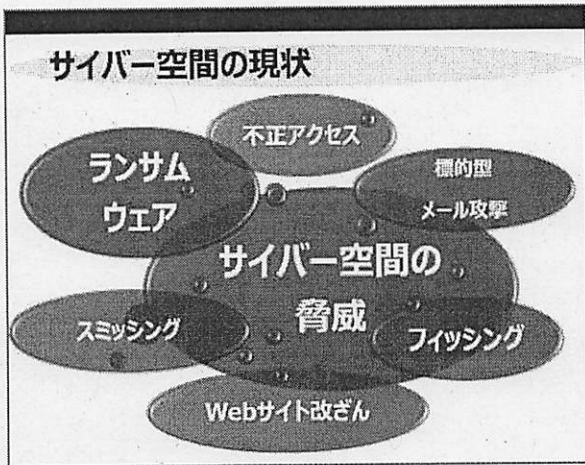 サイバー空間の現状
不正アクセス
ランサム
ウェア
標的型
メール攻撃
サイバー空間の
脅威
スミッシング
フィッシング
Webサイト改ざん